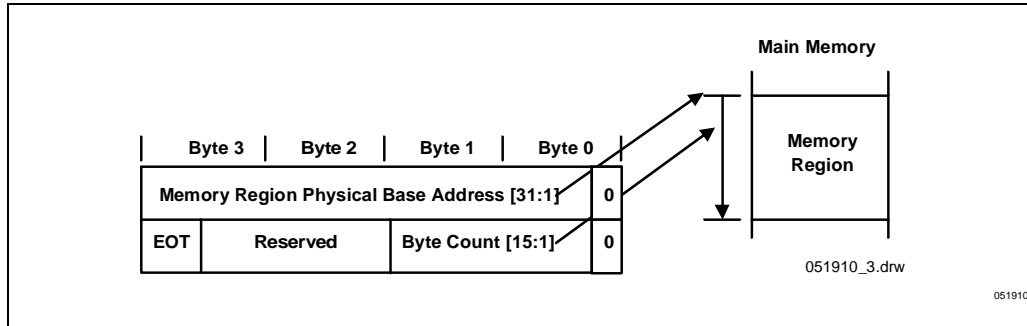 Main Memory
Byte 3 Byte 2 Byte 1 Byte 0
Memory
Region
Memory Region Physical Base Address [31:1] 0
EOT Reserved Byte Count [15:1] 0
051910_3.drw
051910